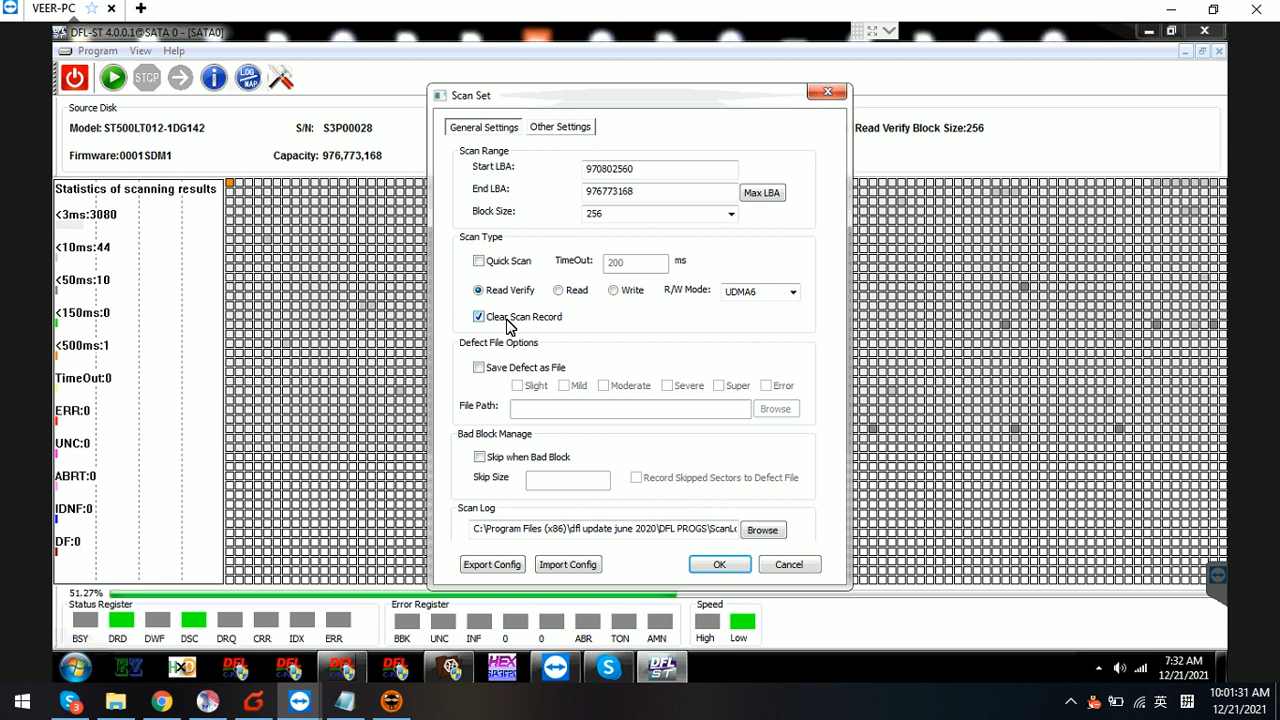 VEER-PC
DFL-ST 4.0.0.1@SATA 0 - [SATA0]
Program View Help
STOP
LOG MAP
Source Disk
Model: ST500LT012-1DG142 S/N: S3P00028
Firmware:0001SDM1 Capacity: 976,773,168
Read Verify Block Size:256
Statistics of scanning results
<3ms:3080
<10ms:44
<50ms:10
<150ms:0
<500ms:1
TimeOut:0
ERR:0
UNC:0
ABRT:0
IDNF:0
DF:0
Scan Set
General Settings Other Settings
Scan Range
Start LBA: 970802560
End LBA: 976773168 Max LBA
Block Size: 256
Scan Type
Quick Scan TimeOut: 200 ms
Read Verify Read Write R/W Mode: UDMA6
Clear Scan Record
Defect File Options
Save Defect as File
Slight Mild Moderate Severe Super Error
File Path: Browse
Bad Block Manage
Skip when Bad Block
Skip Size Record Skipped Sectors to Defect File
Scan Log
C:\Program Files (x86)\dfl update june 2020\DFL PROGS\ScanLo Browse
Export Config Import Config OK Cancel
51.27%
Status Register Error Register Speed
BSY DRD DWF DSC DRQ CRR IDX ERR BBK UNC INF 0 0 ABR TON AMN High Low
7:32 AM
12/21/2021
10:01:31 AM
英 拼
12/21/2021